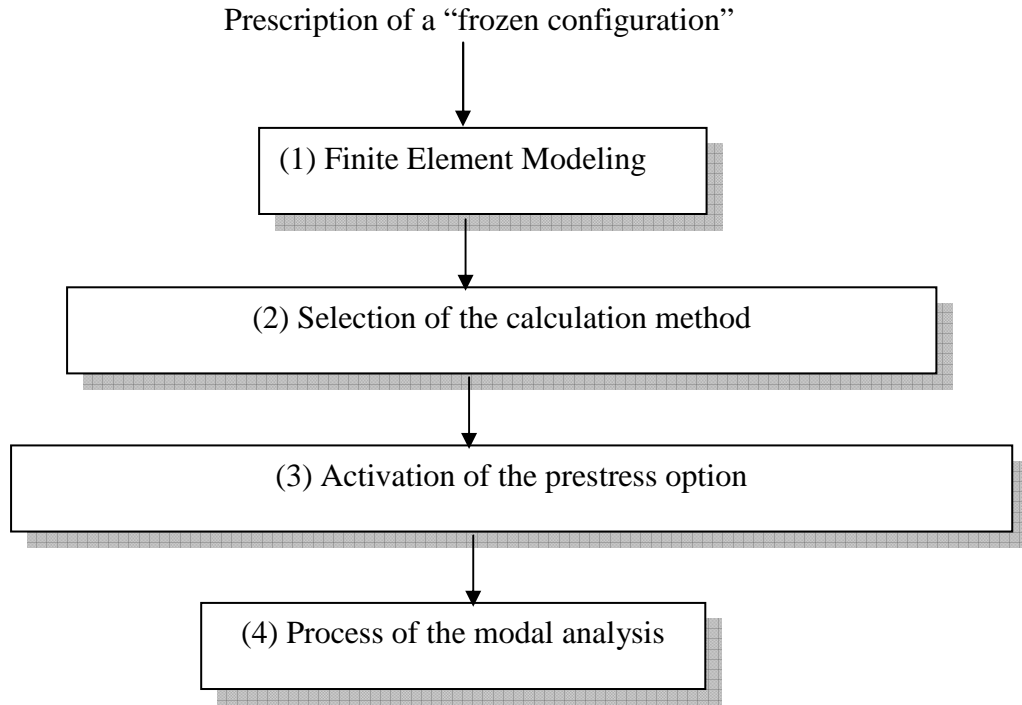 Prescription of a “frozen configuration”
(1) Finite Element Modeling
(2) Selection of the calculation method
(3) Activation of the prestress option
(4) Process of the modal analysis